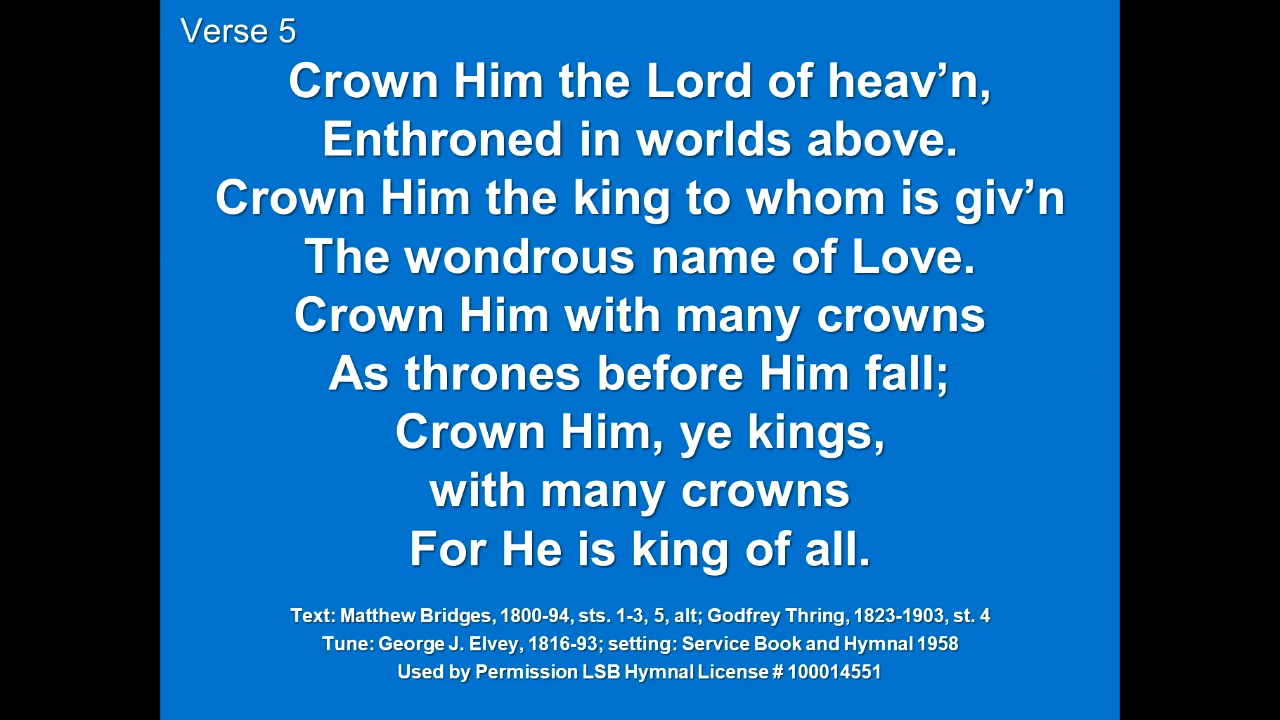 Verse 5
Crown Him the Lord of heav’n,
Enthroned in worlds above.
Crown Him the king to whom is giv’n
The wondrous name of Love.
Crown Him with many crowns
As thrones before Him fall;
Crown Him, ye kings,
with many crowns
For He is king of all.
Text: Matthew Bridges, 1800-94, sts. 1-3, 5, alt; Godfrey Thring, 1823-1903, st. 4
Tune: George J. Elvey, 1816-93; setting: Service Book and Hymnal 1958
Used by Permission LSB Hymnal License # 100014551